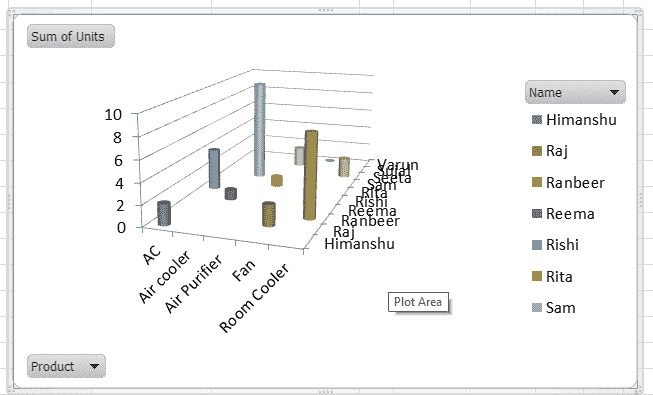 Sum of Units
10
8
6
4
2
0
AC
Air cooler
Air Purifier
Fan
Room Cooler
Varun
Sujal
Seeta
Sam
Rita
Rishi
Reema
Ranbeer
Raj
Himanshu
Name
Himanshu
Raj
Ranbeer
Reema
Rishi
Rita
Sam
Plot Area
Product